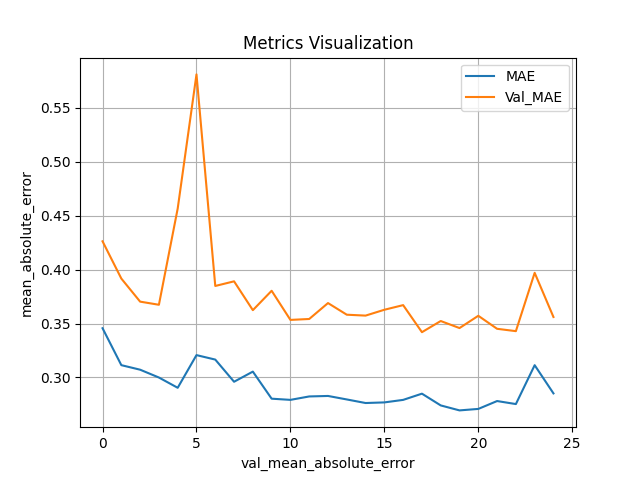 Metrics Visualization
MAE
Val_MAE
mean_absolute_error
0.55
0.50
0.45
0.40
0.35
0.30
0
5
10
15
20
25
val_mean_absolute_error